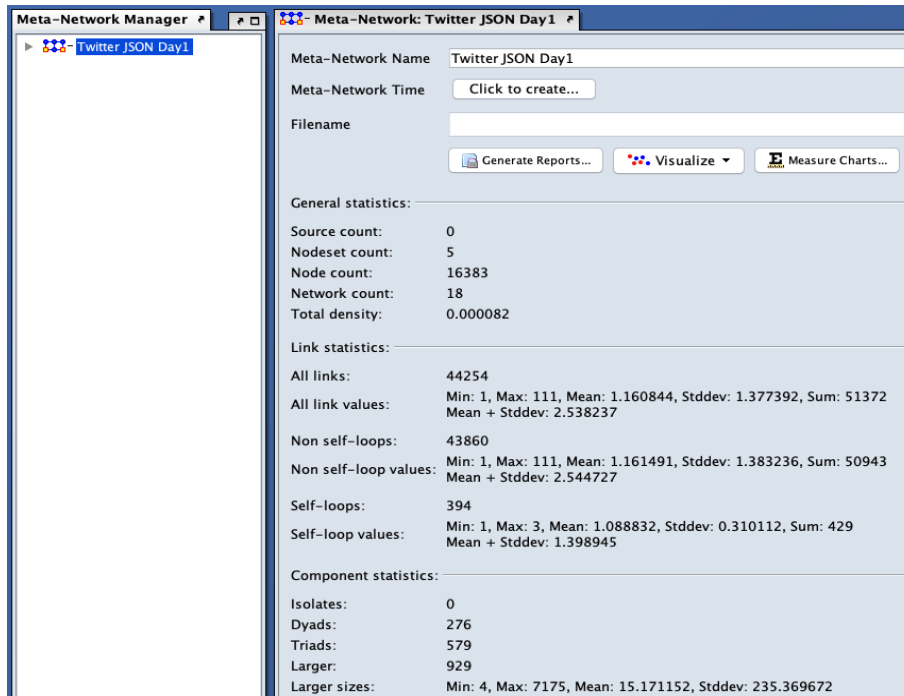 Meta-Network Manager
Meta-Network: Twitter JSON Day1
Twitter JSON Day1
Meta-Network Name Twitter JSON Day1
Meta-Network Time Click to create...
Filename
Generate Reports... Visualize Measure Charts...
General statistics:
Source count: 0
Nodeset count: 5
Node count: 16383
Network count: 18
Total density: 0.000082
Link statistics:
All links: 44254
All link values: Min: 1, Max: 111, Mean: 1.160844, Stddev: 1.377392, Sum: 51372
Mean + Stddev: 2.538237
Non self-loops: 43860
Non self-loop values: Min: 1, Max: 111, Mean: 1.161491, Stddev: 1.383236, Sum: 50943
Mean + Stddev: 2.544727
Self-loops: 394
Self-loop values: Min: 1, Max: 3, Mean: 1.088832, Stddev: 0.310112, Sum: 429
Mean + Stddev: 1.398945
Component statistics:
Isolates: 0
Dyads: 276
Triads: 579
Larger: 929
Larger sizes: Min: 4, Max: 7175, Mean: 15.171152, Stddev: 235.369672